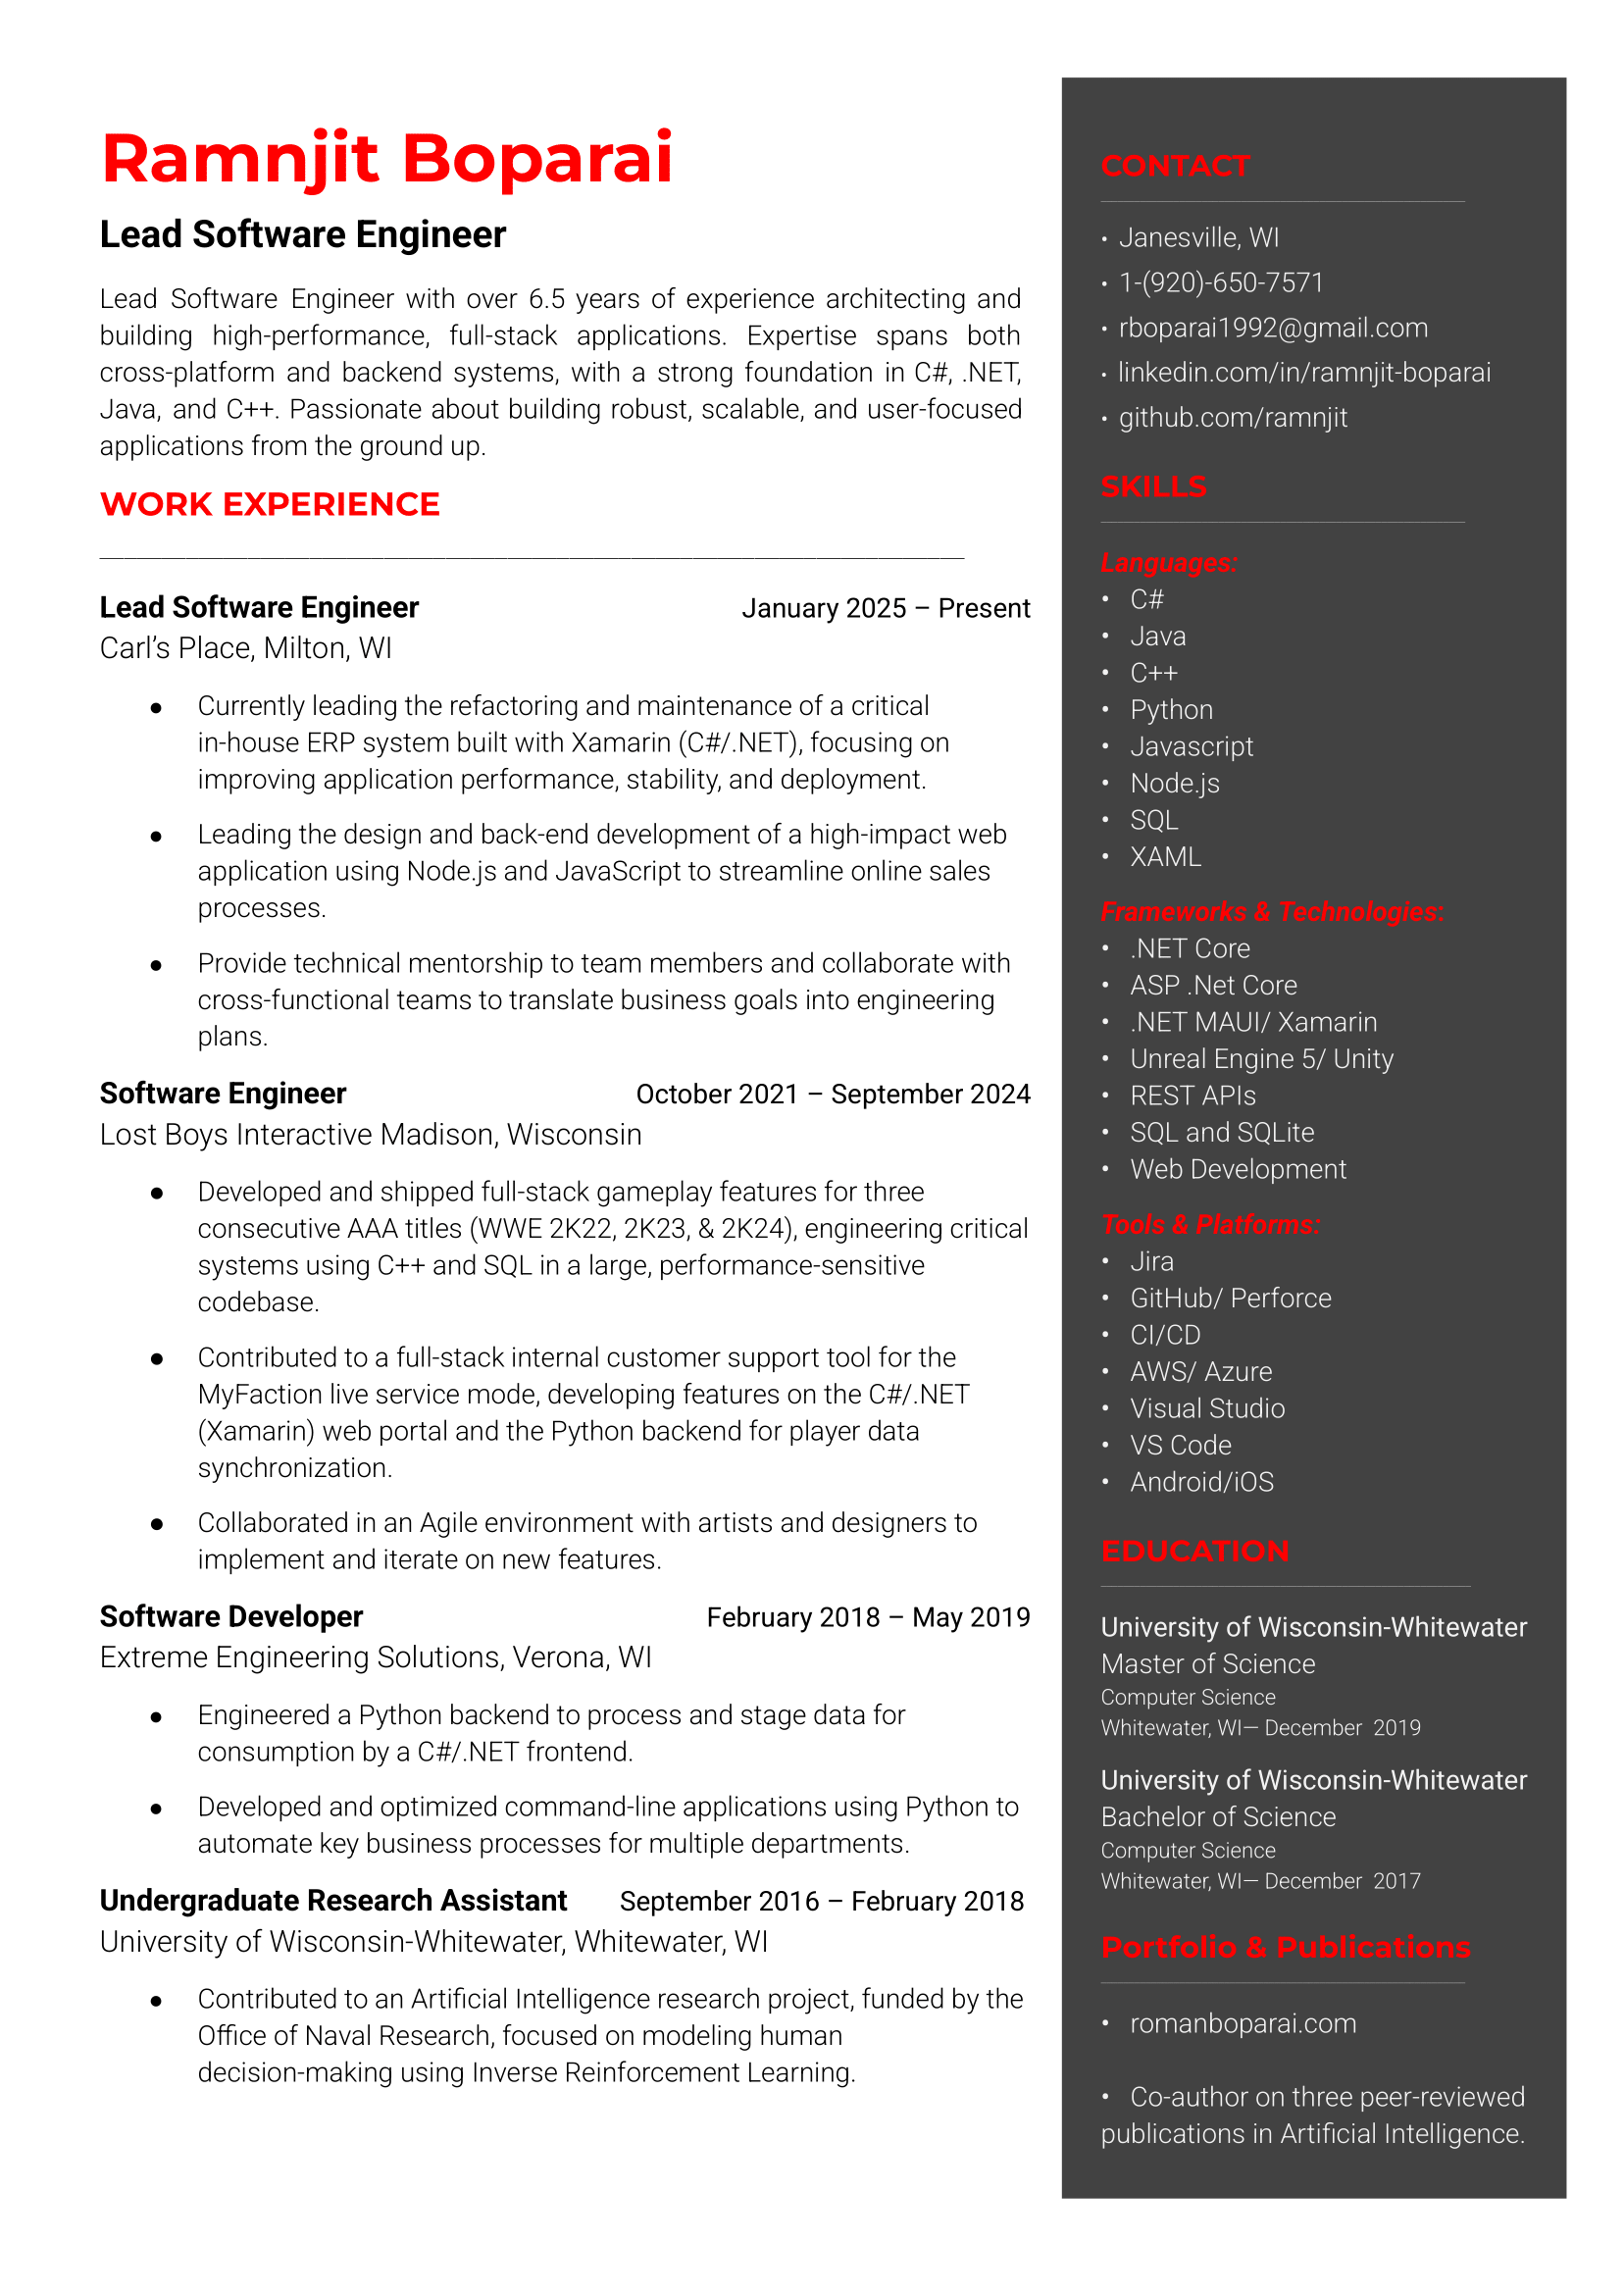 Ramnjit Boparai
Lead Software Engineer
Lead Software Engineer with over 6.5 years of experience architecting and
building high-performance, full-stack applications. Expertise spans both
cross-platform and backend systems, with a strong foundation in C#, .NET,
Java, and C++. Passionate about building robust, scalable, and user-focused
applications from the ground up.
WORK EXPERIENCE
Lead Software Engineer January 2025 – Present
Carl’s Place, Milton, WI
● Currently leading the refactoring and maintenance of a critical
in-house ERP system built with Xamarin (C#/.NET), focusing on
improving application performance, stability, and deployment.
● Leading the design and back-end development of a high-impact web
application using Node.js and JavaScript to streamline online sales
processes.
● Provide technical mentorship to team members and collaborate with
cross-functional teams to translate business goals into engineering
plans.
Software Engineer October 2021 – September 2024
Lost Boys Interactive Madison, Wisconsin
● Developed and shipped full-stack gameplay features for three
consecutive AAA titles (WWE 2K22, 2K23, & 2K24), engineering critical
systems using C++ and SQL in a large, performance-sensitive
codebase.
● Contributed to a full-stack internal customer support tool for the
MyFaction live service mode, developing features on the C#/.NET
(Xamarin) web portal and the Python backend for player data
synchronization.
● Collaborated in an Agile environment with artists and designers to
implement and iterate on new features.
Software Developer February 2018 – May 2019
Extreme Engineering Solutions, Verona, WI
● Engineered a Python backend to process and stage data for
consumption by a C#/.NET frontend.
● Developed and optimized command-line applications using Python to
automate key business processes for multiple departments.
Undergraduate Research Assistant September 2016 – February 2018
University of Wisconsin-Whitewater, Whitewater, WI
● Contributed to an Artificial Intelligence research project, funded by the
Office of Naval Research, focused on modeling human
decision-making using Inverse Reinforcement Learning.
CONTACT
• Janesville, WI
• 1-(920)-650-7571
• rboparai1992@gmail.com
• linkedin.com/in/ramnjit-boparai
• github.com/ramnjit
SKILLS
Languages:
• C#
• Java
• C++
• Python
• Javascript
• Node.js
• SQL
• XAML
Frameworks & Technologies:
• .NET Core
• ASP .Net Core
• .NET MAUI/ Xamarin
• Unreal Engine 5/ Unity
• REST APIs
• SQL and SQLite
• Web Development
Tools & Platforms:
• Jira
• GitHub/ Perforce
• CI/CD
• AWS/ Azure
• Visual Studio
• VS Code
• Android/iOS
EDUCATION
University of Wisconsin-Whitewater
Master of Science
Computer Science
Whitewater, WI— December 2019
University of Wisconsin-Whitewater
Bachelor of Science
Computer Science
Whitewater, WI— December 2017
Portfolio & Publications
• romanboparai.com
• Co-author on three peer-reviewed
publications in Artificial Intelligence.